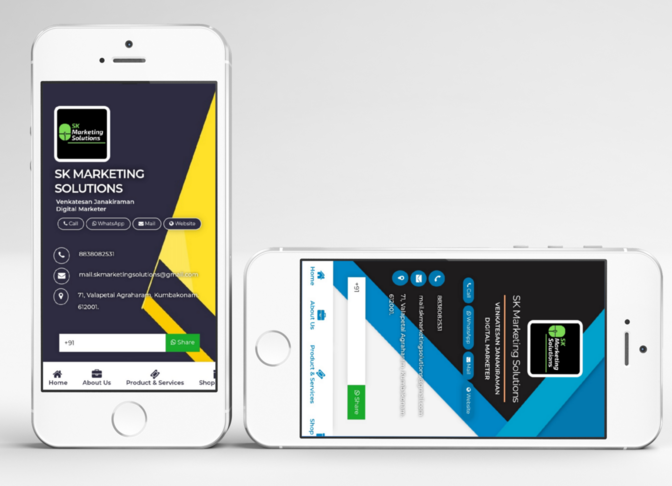 SK
Marketing
Solutions
SK MARKETING
SOLUTIONS
Venkatesan Janakiraman
Digital Marketer
Call
WhatsApp
Mail
Website
8838082531
mail.skmarketingsolutions@gmail.com
71, Valapetai Agraharam, Kumbakonam,
612001.
+91
Share
Home
About Us
Product & Services
Shop
SK
Marketing
Solutions
SK Marketing Solutions
VENKATESAN JANAKIRAMAN
DIGITAL MARKETER
Call
WhatsApp
Mail
Website
8838082531
mail.skmarketingsolutions@gmail.com
71, Valapetai Agraharam, Kumbakonam,
612001.
+91
Share
Home
About Us
Product & Services
Shop